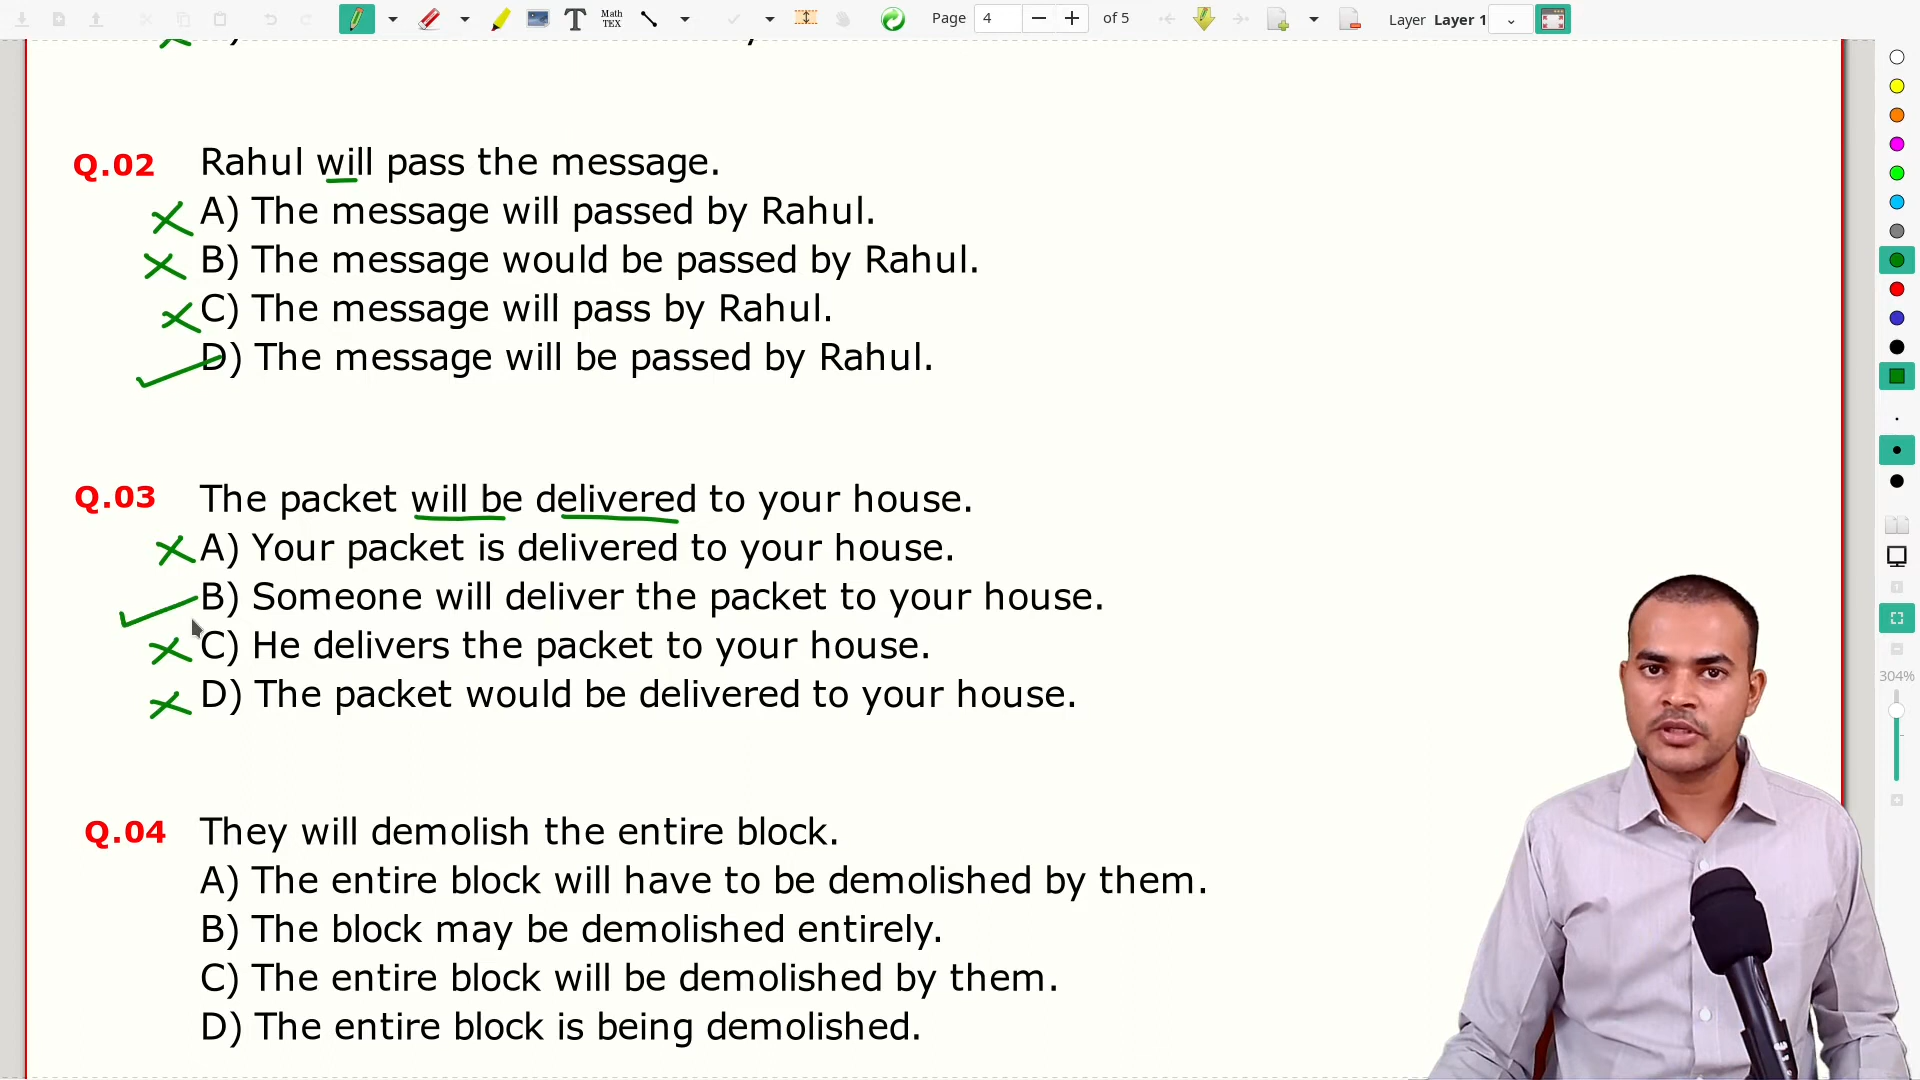 Page 4 of 5 Layer Layer 1
Math
TEX
Q.02 Rahul will pass the message.
A) The message will passed by Rahul.
B) The message would be passed by Rahul.
C) The message will pass by Rahul.
D) The message will be passed by Rahul.
Q.03 The packet will be delivered to your house.
A) Your packet is delivered to your house.
B) Someone will deliver the packet to your house.
C) He delivers the packet to your house.
D) The packet would be delivered to your house.
304%
Q.04 They will demolish the entire block.
A) The entire block will have to be demolished by them.
B) The block may be demolished entirely.
C) The entire block will be demolished by them.
D) The entire block is being demolished.